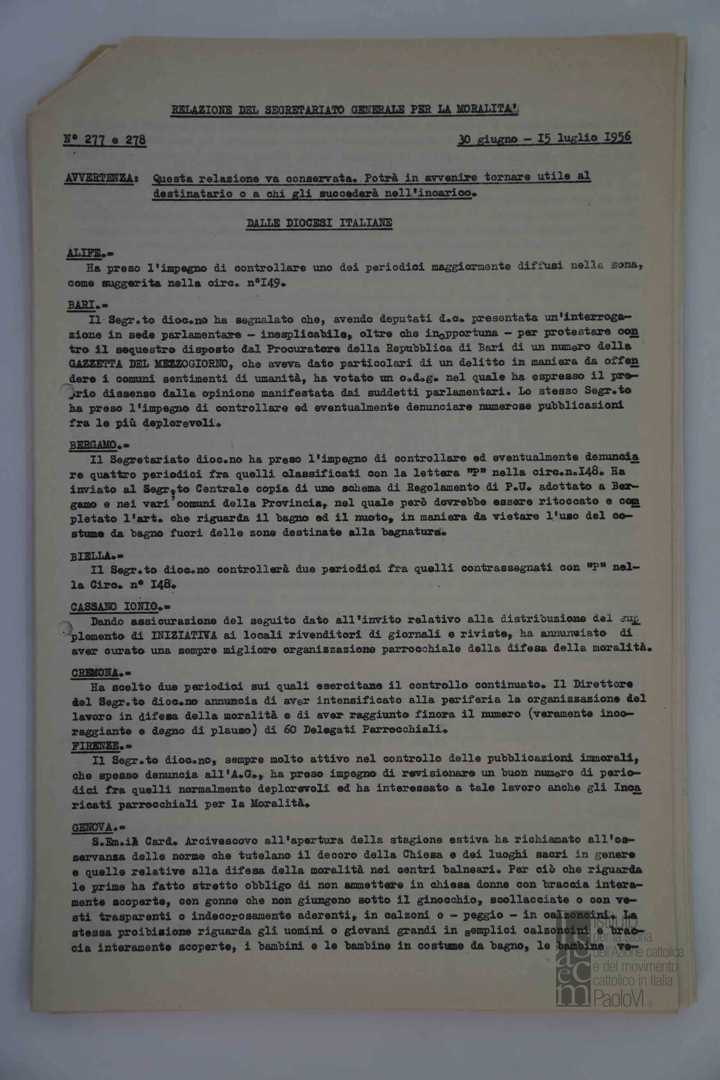 RELAZIONE DEL SEGRETARIATO GENERALE PER LA MORALITA'
N° 277 e 278 30 giugno - I5 luglio I956
AVVERTENZA: Questa relazione va conservata. Potrà in avvenire tornare utile al
destinatario o a chi gli succederà nell'incarico.
DALLE DIOCESI ITALIANE
ALIFE.=
Ha preso l'impegno di controllare uno dei periodici maggiormente diffusi nella zona,
come suggerita nella circ. n°I49.
BARI.=
Il Segr.to dioc.no ha segnalato che, avendo deputati d.c. presentata un'interroga-
zione in sede parlamentare - inesplicabile, oltre che inopportuna - per protestare con
tro il sequestro disposto dal Procuratore della Repubblica di Bari di un numero della
GAZZETTA DEL MEZZOGIORNO, che aveva dato particolari di un delitto in maniera da offen
dere i comuni sentimenti di umanità, ha votato un o.d.g. nel quale ha espresso il pro-
prio dissenso dalla opinione manifestata dai suddetti parlamentari. Lo stesso Segr.to
ha preso l'impegno di controllare ed eventualmente denunciare numerose pubblicazioni
fra le più deplorevoli.
BERGAMO.=
Il Segretariato dioc.no ha preso l'impegno di controllare ed eventualmente denuncia
re quattro periodici fra quelli classificati con la lettera "P" nella circ.n.I48. Ha
inviato al Segr.to Centrale copia di uno schema di Regolamento di P.U. adottato a Ber-
gamo e nei vari comuni della Provincia, nel quale però dovrebbe essere ritoccato e com
pletato l'art. che riguarda il bagno ed il nuoto, in maniera da vietare l'uso del co-
stume da bagno fuori delle zone destinate alla bagnatura.
BIELLA.=
Il Segr.to dioc.no controllerà due periodici fra quelli contrassegnati con "P" nel-
la Circ. n° I48.
CASSANO IONIO.=
Dando assicurazione del seguito dato all'invito relativo alla distribuzione del sup
plemento di INIZIATIVA ai locali rivenditori di giornali e riviste, ha annunziato di
aver curato una sempre migliore organizzazione parrocchiale della difesa della moralità.
CREMONA.=
Ha scelto due periodici sui quali esercitane il controllo continuato. Il Direttore
del Segr.to dioc.no annuncia di aver intensificato alla periferia la organizzazione del
lavoro in difesa della moralità e di aver raggiunto finora il numero (veramente inco-
raggiante e degno di plauso) di 60 Delegati Parrocchiali.
FIRENZE.=
Il Segr.to dioc.no, sempre molto attivo nel controllo delle pubblicazioni immorali,
che spesso denuncia all'A.G., ha preso impegno di revisionare un buon numero di perio-
dici fra quelli normalmente deplorevoli ed ha interessato a tale lavoro anche gli Inca
ricati parrocchiali per la Moralità.
GENOVA.=
S.Em.il Card. Arcivescovo all'apertura della stagione estiva ha richiamato all'os-
servanza delle norme che tutelano il decoro della Chiesa e dei luoghi sacri in genere
e quelle relative alla difesa della moralità nei centri balneari. Per ciò che riguarda
le prime ha fatto stretto obbligo di non ammettere in chiesa donne con braccia intera-
mente scoperte, con gonne che non giungono sotto il ginocchio, scollacciate o con ve-
sti trasparenti o indecorosamente aderenti, in calzoni o - peggio - in calzoncini. La
stessa proibizione riguarda gli uomini o giovani grandi in semplici calzoncini e brac-
cia interamente scoperte, i bambini e le bambine in costume da bagno, le bambine ve-
isacem
ISTITUTO
per la storia
dell'Azione cattolica
e del movimento
cattolico in Italia
PaoloVI